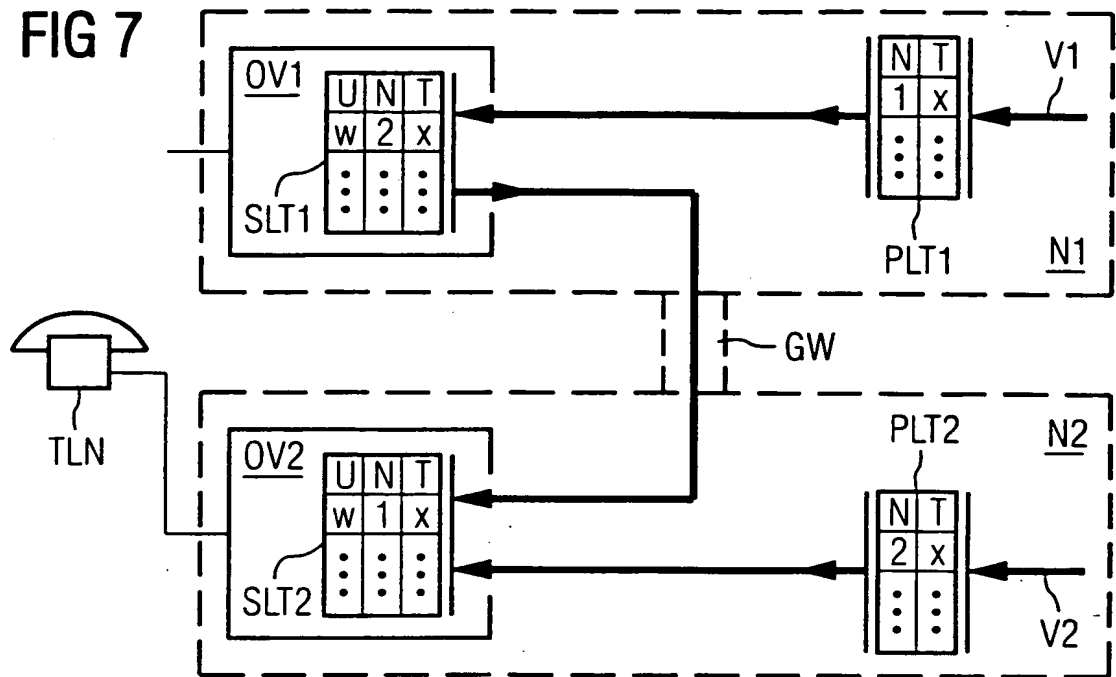 FIG 7
OV1
U N T
w 2 x
⋮ ⋮ ⋮
SLT1
N T
1 x
⋮ ⋮
PLT1
V1
N1
GW
TLN
OV2
U N T
w 1 x
⋮ ⋮ ⋮
SLT2
PLT2
N T
2 x
⋮ ⋮
N2
V2